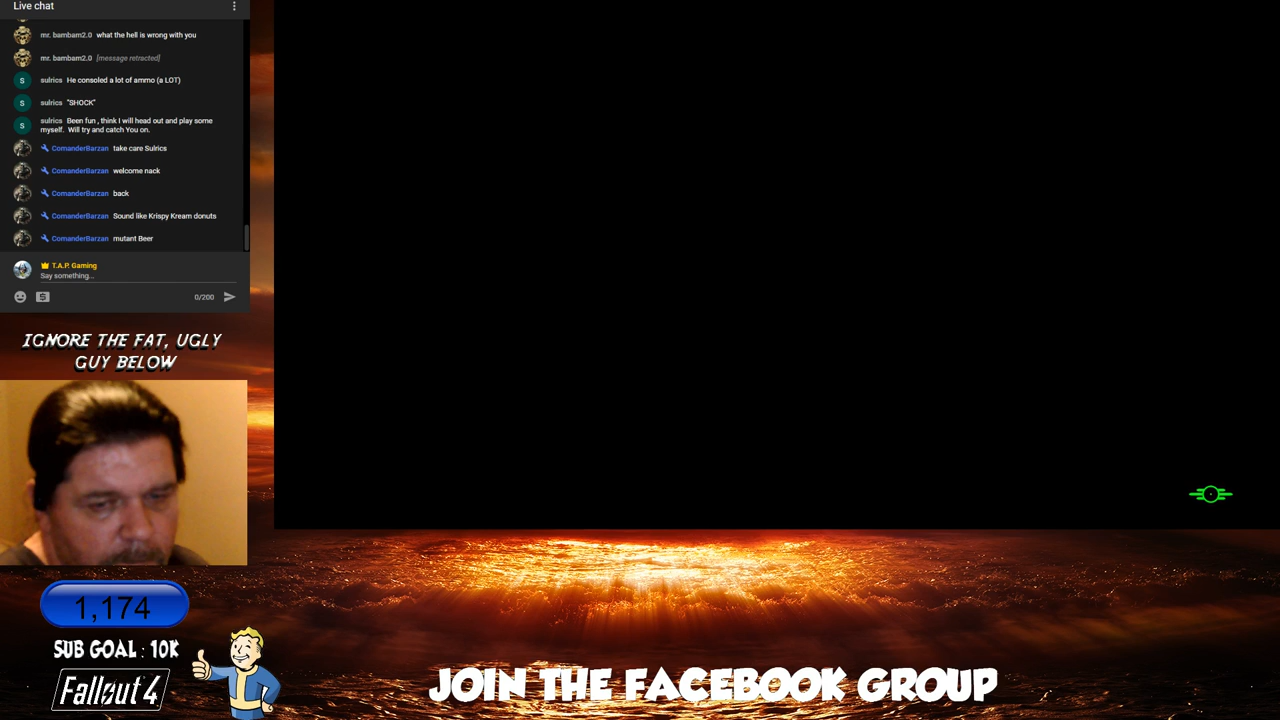 Live chat
mr. bambam2.0 what the hell is wrong with you
mr. bambam2.0 [message retracted]
S sulrics He consoled a lot of ammo (a LOT)
S sulrics "SHOCK"
S sulrics Been fun , think I will head out and play some
myself. Will try and catch You on.
ComanderBarzan take care Sulrics
ComanderBarzan welcome nack
ComanderBarzan back
ComanderBarzan Sound like Krispy Kream donuts
ComanderBarzan mutant Beer
T.A.P. Gaming
Say something...
0/200
IGNORE THE FAT, UGLY
GUY BELOW
1,174
SUB GOAL : 10K
Fallout 4
JOIN THE FACEBOOK GROUP